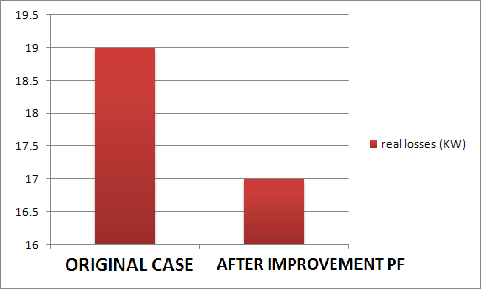 19.5
19
18.5
18
17.5
17
16.5
16
ORIGINAL CASE
AFTER IMPROVEMENT PF
real losses (KW)